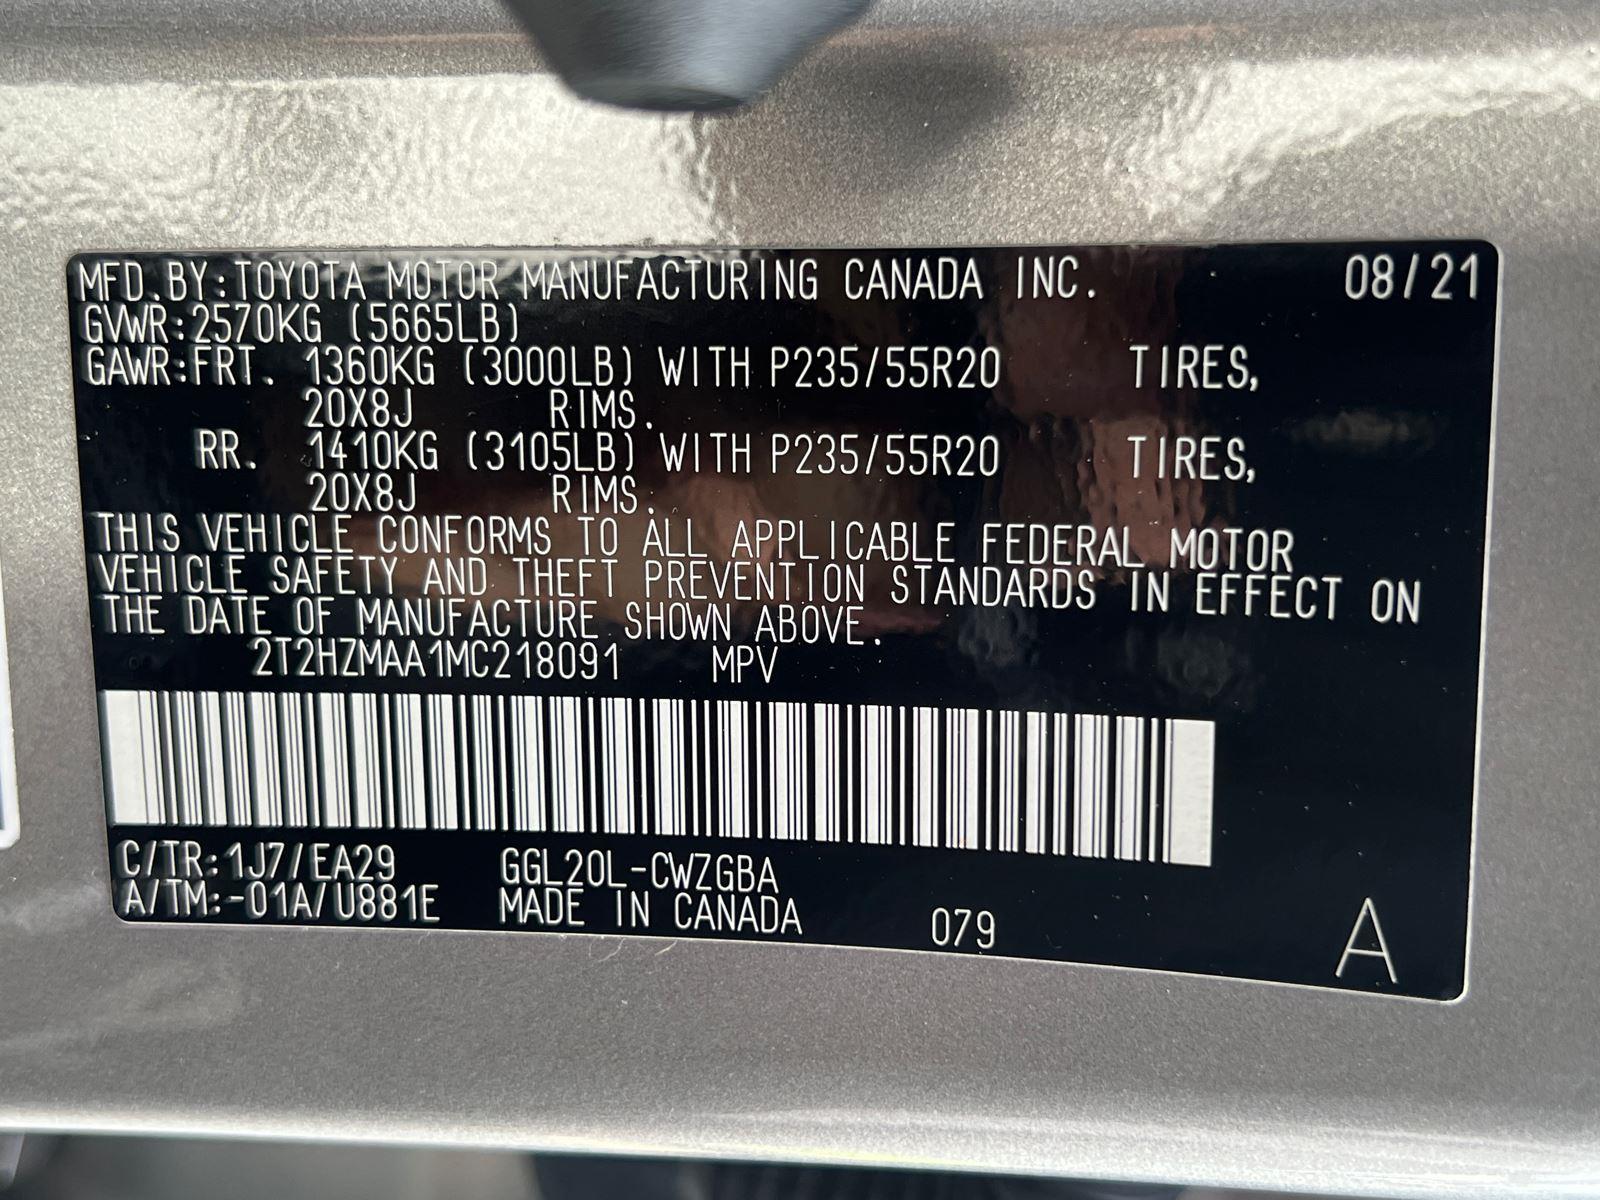 MFD.BY:TOYOTA MOTOR MANUFACTURING CANADA INC. 08/21
GVWR:2570KG (5665LB)
GAWR:FRT. 1360KG (3000LB) WITH P235/55R20 TIRES,
20X8J RIMS.
RR. 1410KG (3105LB) WITH P235/55R20 TIRES,
20X8J RIMS.
THIS VEHICLE CONFORMS TO ALL APPLICABLE FEDERAL MOTOR
VEHICLE SAFETY AND THEFT PREVENTION STANDARDS IN EFFECT ON
THE DATE OF MANUFACTURE SHOWN ABOVE.
2T2HZMAA1MC218091 MPV
C/TR:1J7/EA29 GGL20L-CWZGBA
A/TM:-01A/U881E MADE IN CANADA 079 A